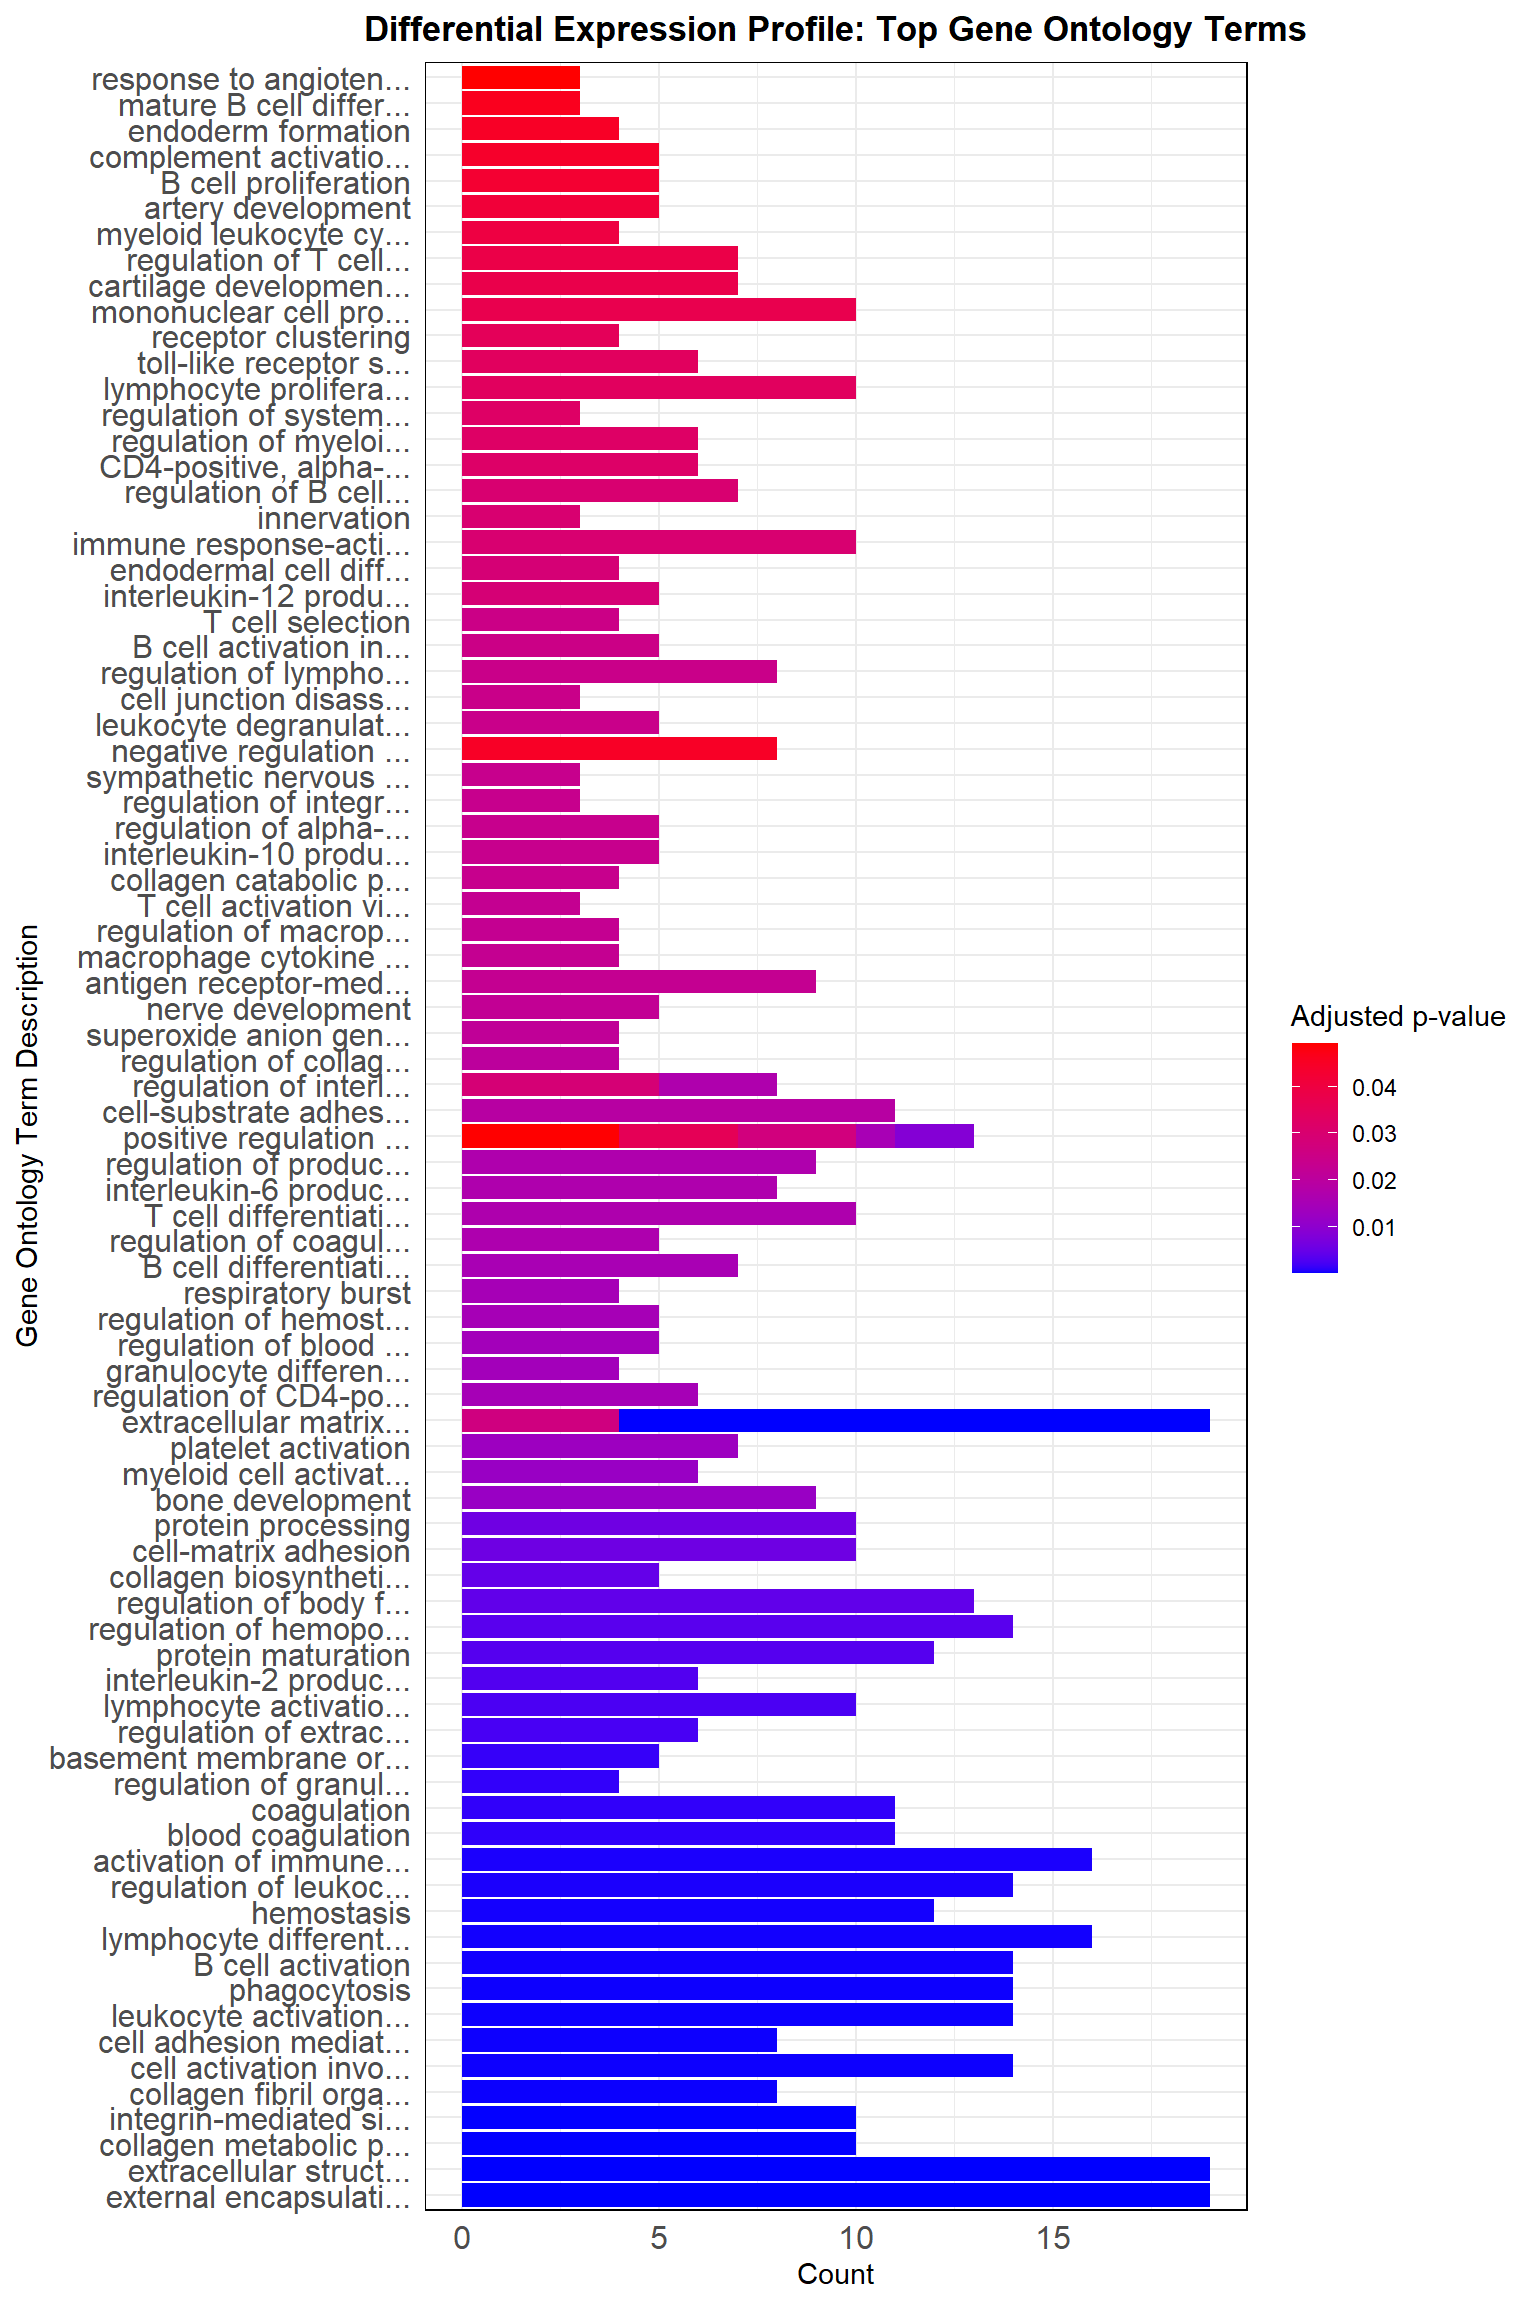 Differential Expression Profile: Top Gene Ontology Terms
response to angioten...
mature B cell differ...
endoderm formation
complement activatio...
B cell proliferation
artery development
myeloid leukocyte cy...
regulation of T cell...
cartilage developmen...
mononuclear cell pro...
receptor clustering
toll-like receptor s...
lymphocyte prolifera...
regulation of system...
regulation of myeloi...
CD4-positive, alpha-...
regulation of B cell...
innervation
immune response-acti...
endodermal cell diff...
interleukin-12 produ...
T cell selection
B cell activation in...
regulation of lympho...
cell junction disass...
leukocyte degranulat...
negative regulation ...
sympathetic nervous ...
regulation of integr...
regulation of alpha-...
interleukin-10 produ...
collagen catabolic p...
T cell activation vi...
regulation of macrop...
macrophage cytokine ...
antigen receptor-med...
nerve development
superoxide anion gen...
regulation of collag...
regulation of interl...
cell-substrate adhes...
positive regulation ...
regulation of produc...
interleukin-6 produc...
T cell differentiati...
regulation of coagul...
B cell differentiati...
respiratory burst
regulation of hemost...
regulation of blood ...
granulocyte differen...
regulation of CD4-po...
extracellular matrix...
platelet activation
myeloid cell activat...
bone development
protein processing
cell-matrix adhesion
collagen biosyntheti...
regulation of body f...
regulation of hemopo...
protein maturation
interleukin-2 produc...
lymphocyte activatio...
regulation of extrac...
basement membrane or...
regulation of granul...
coagulation
blood coagulation
activation of immune...
regulation of leukoc...
hemostasis
lymphocyte different...
B cell activation
phagocytosis
leukocyte activation...
cell adhesion mediat...
cell activation invo...
collagen fibril orga...
integrin-mediated si...
collagen metabolic p...
extracellular struct...
external encapsulati...
0 5 10 15
Count
Gene Ontology Term Description
Adjusted p-value
0.04
0.03
0.02
0.01